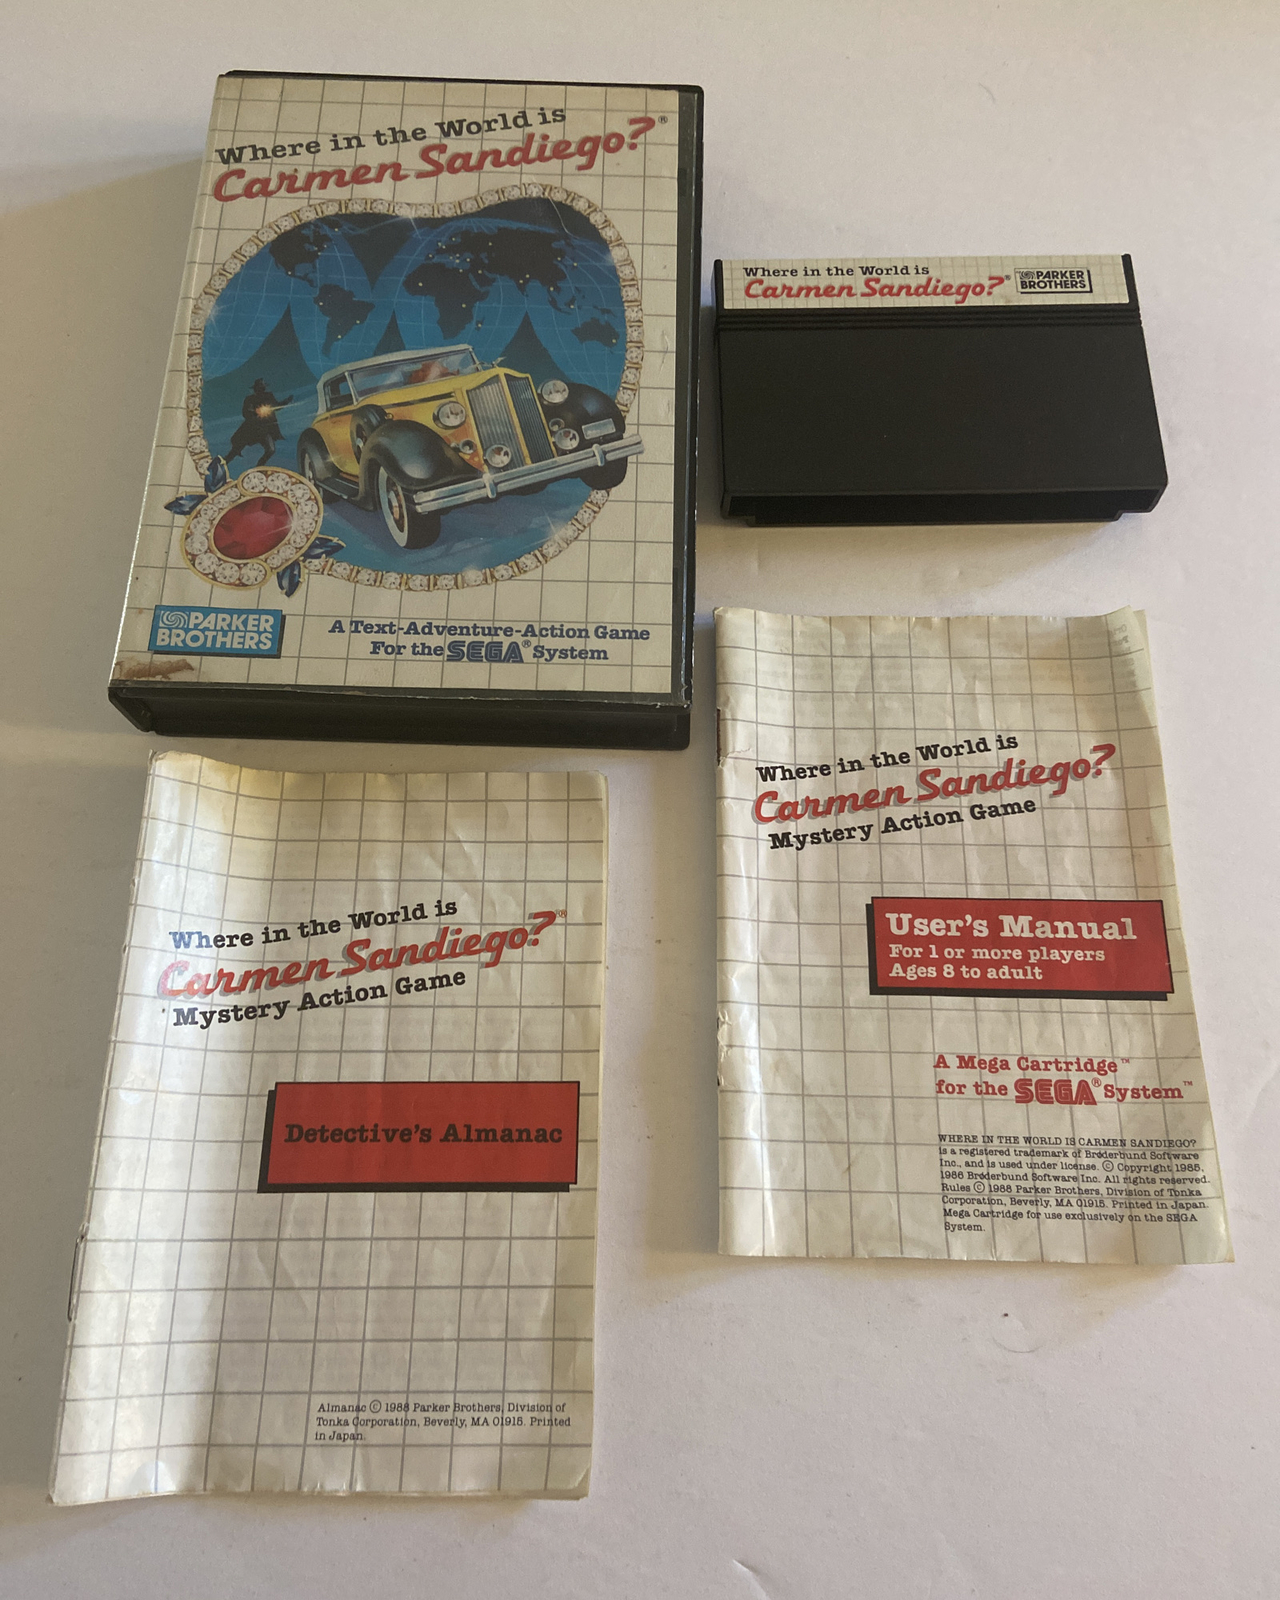 Where in the World is
Carmen Sandiego?®
PARKER
BROTHERS
A Text-Adventure-Action Game
For the SEGA® System
Where in the World is
Carmen Sandiego?®
PARKER
BROTHERS
Where in the World is
Carmen Sandiego?
Mystery Action Game
User's Manual
For 1 or more players
Ages 8 to adult
A Mega Cartridge™
for the SEGA® System™
WHERE IN THE WORLD IS CARMEN SANDIEGO?
is a registered trademark of Brøderbund Software
Inc., and is used under license. © Copyright 1985,
1986 Brøderbund Software Inc. All rights reserved.
Rules © 1988 Parker Brothers, Division of Tonka
Corporation, Beverly, MA 01915. Printed in Japan.
Mega Cartridge for use exclusively on the SEGA
System.
Where in the World is
Carmen Sandiego?®
Mystery Action Game
Detective's Almanac
Almanac © 1988 Parker Brothers, Division of
Tonka Corporation, Beverly, MA 01915. Printed
in Japan.